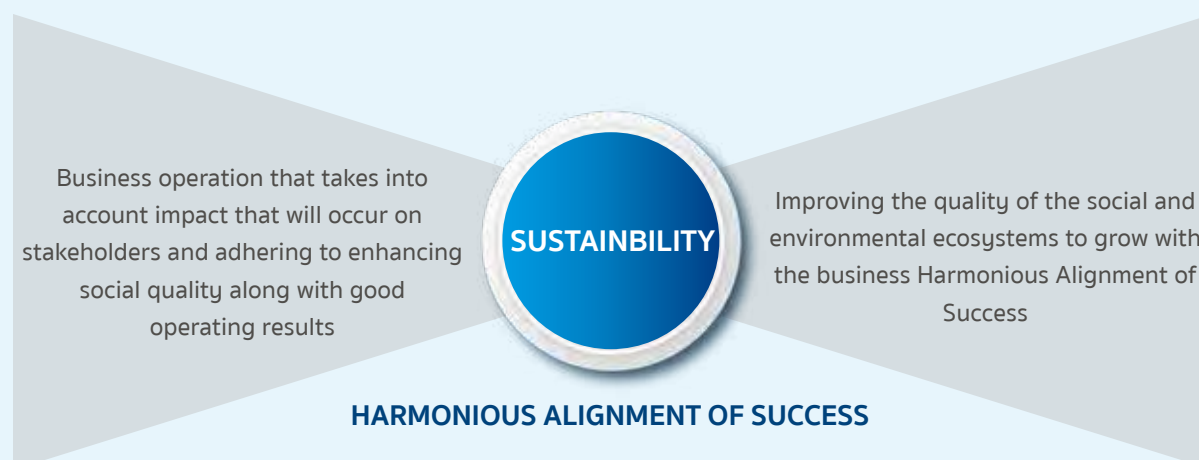 Business operation that takes into
account impact that will occur on
stakeholders and adhering to enhancing
social quality along with good
operating results
SUSTAINBILITY
Improving the quality of the social and
environmental ecosystems to grow with
the business Harmonious Alignment of
Success
HARMONIOUS ALIGNMENT OF SUCCESS